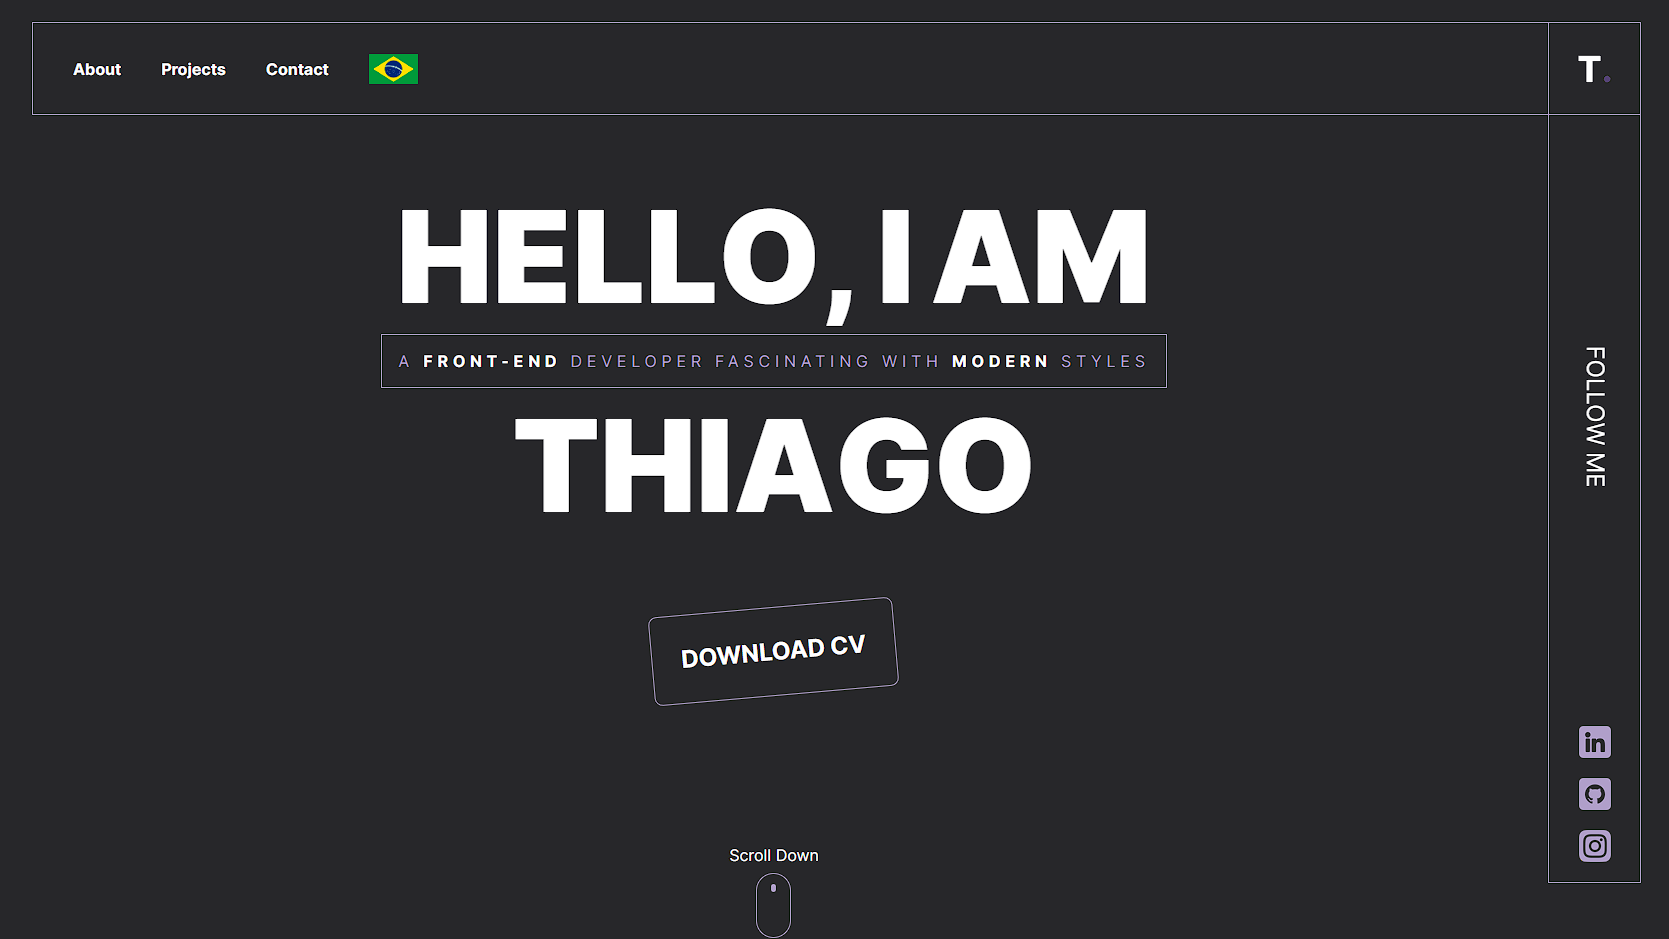 About Projects Contact
T.
HELLO, I AM
A FRONT-END DEVELOPER FASCINATING WITH MODERN STYLES
THIAGO
DOWNLOAD CV
FOLLOW ME
in
Scroll Down